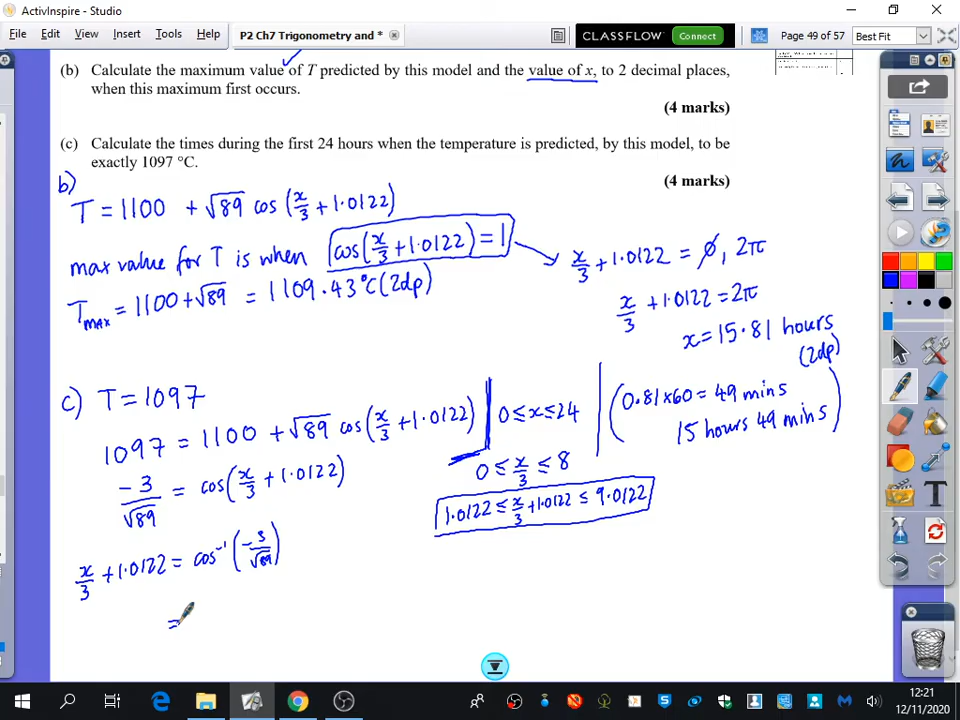 ActivInspire - Studio
File Edit View Insert Tools Help P2 Ch7 Trigonometry and * CLASSFLOW Connect Page 49 of 57 Best Fit
(b) Calculate the maximum value of T predicted by this model and the value of x, to 2 decimal places,
when this maximum first occurs.
(4 marks)
(c) Calculate the times during the first 24 hours when the temperature is predicted, by this model, to be
exactly 1097 °C.
(4 marks)
b)
T = 1100 + √89 cos (x/3 + 1.0122)
max value for T is when cos(x/3 + 1.0122) = 1
x/3 + 1.0122 = 0, 2π
T MAX = 1100 + √89 = 1109.43°C (2dp)
x/3 + 1.0122 = 2π
x = 15.81 hours
(2dp)
c) T = 1097
1097 = 1100 + √89 cos (x/3 + 1.0122)
0 ≤ x ≤ 24
(0.81 x 60 = 49 mins
15 hours 49 mins)
-3/√89 = cos (x/3 + 1.0122)
0 ≤ x/3 ≤ 8
1.0122 ≤ x/3 + 1.0122 ≤ 9.0122
x/3 + 1.0122 = cos⁻¹ (-3/√89)
=
T
12:21
12/11/2020